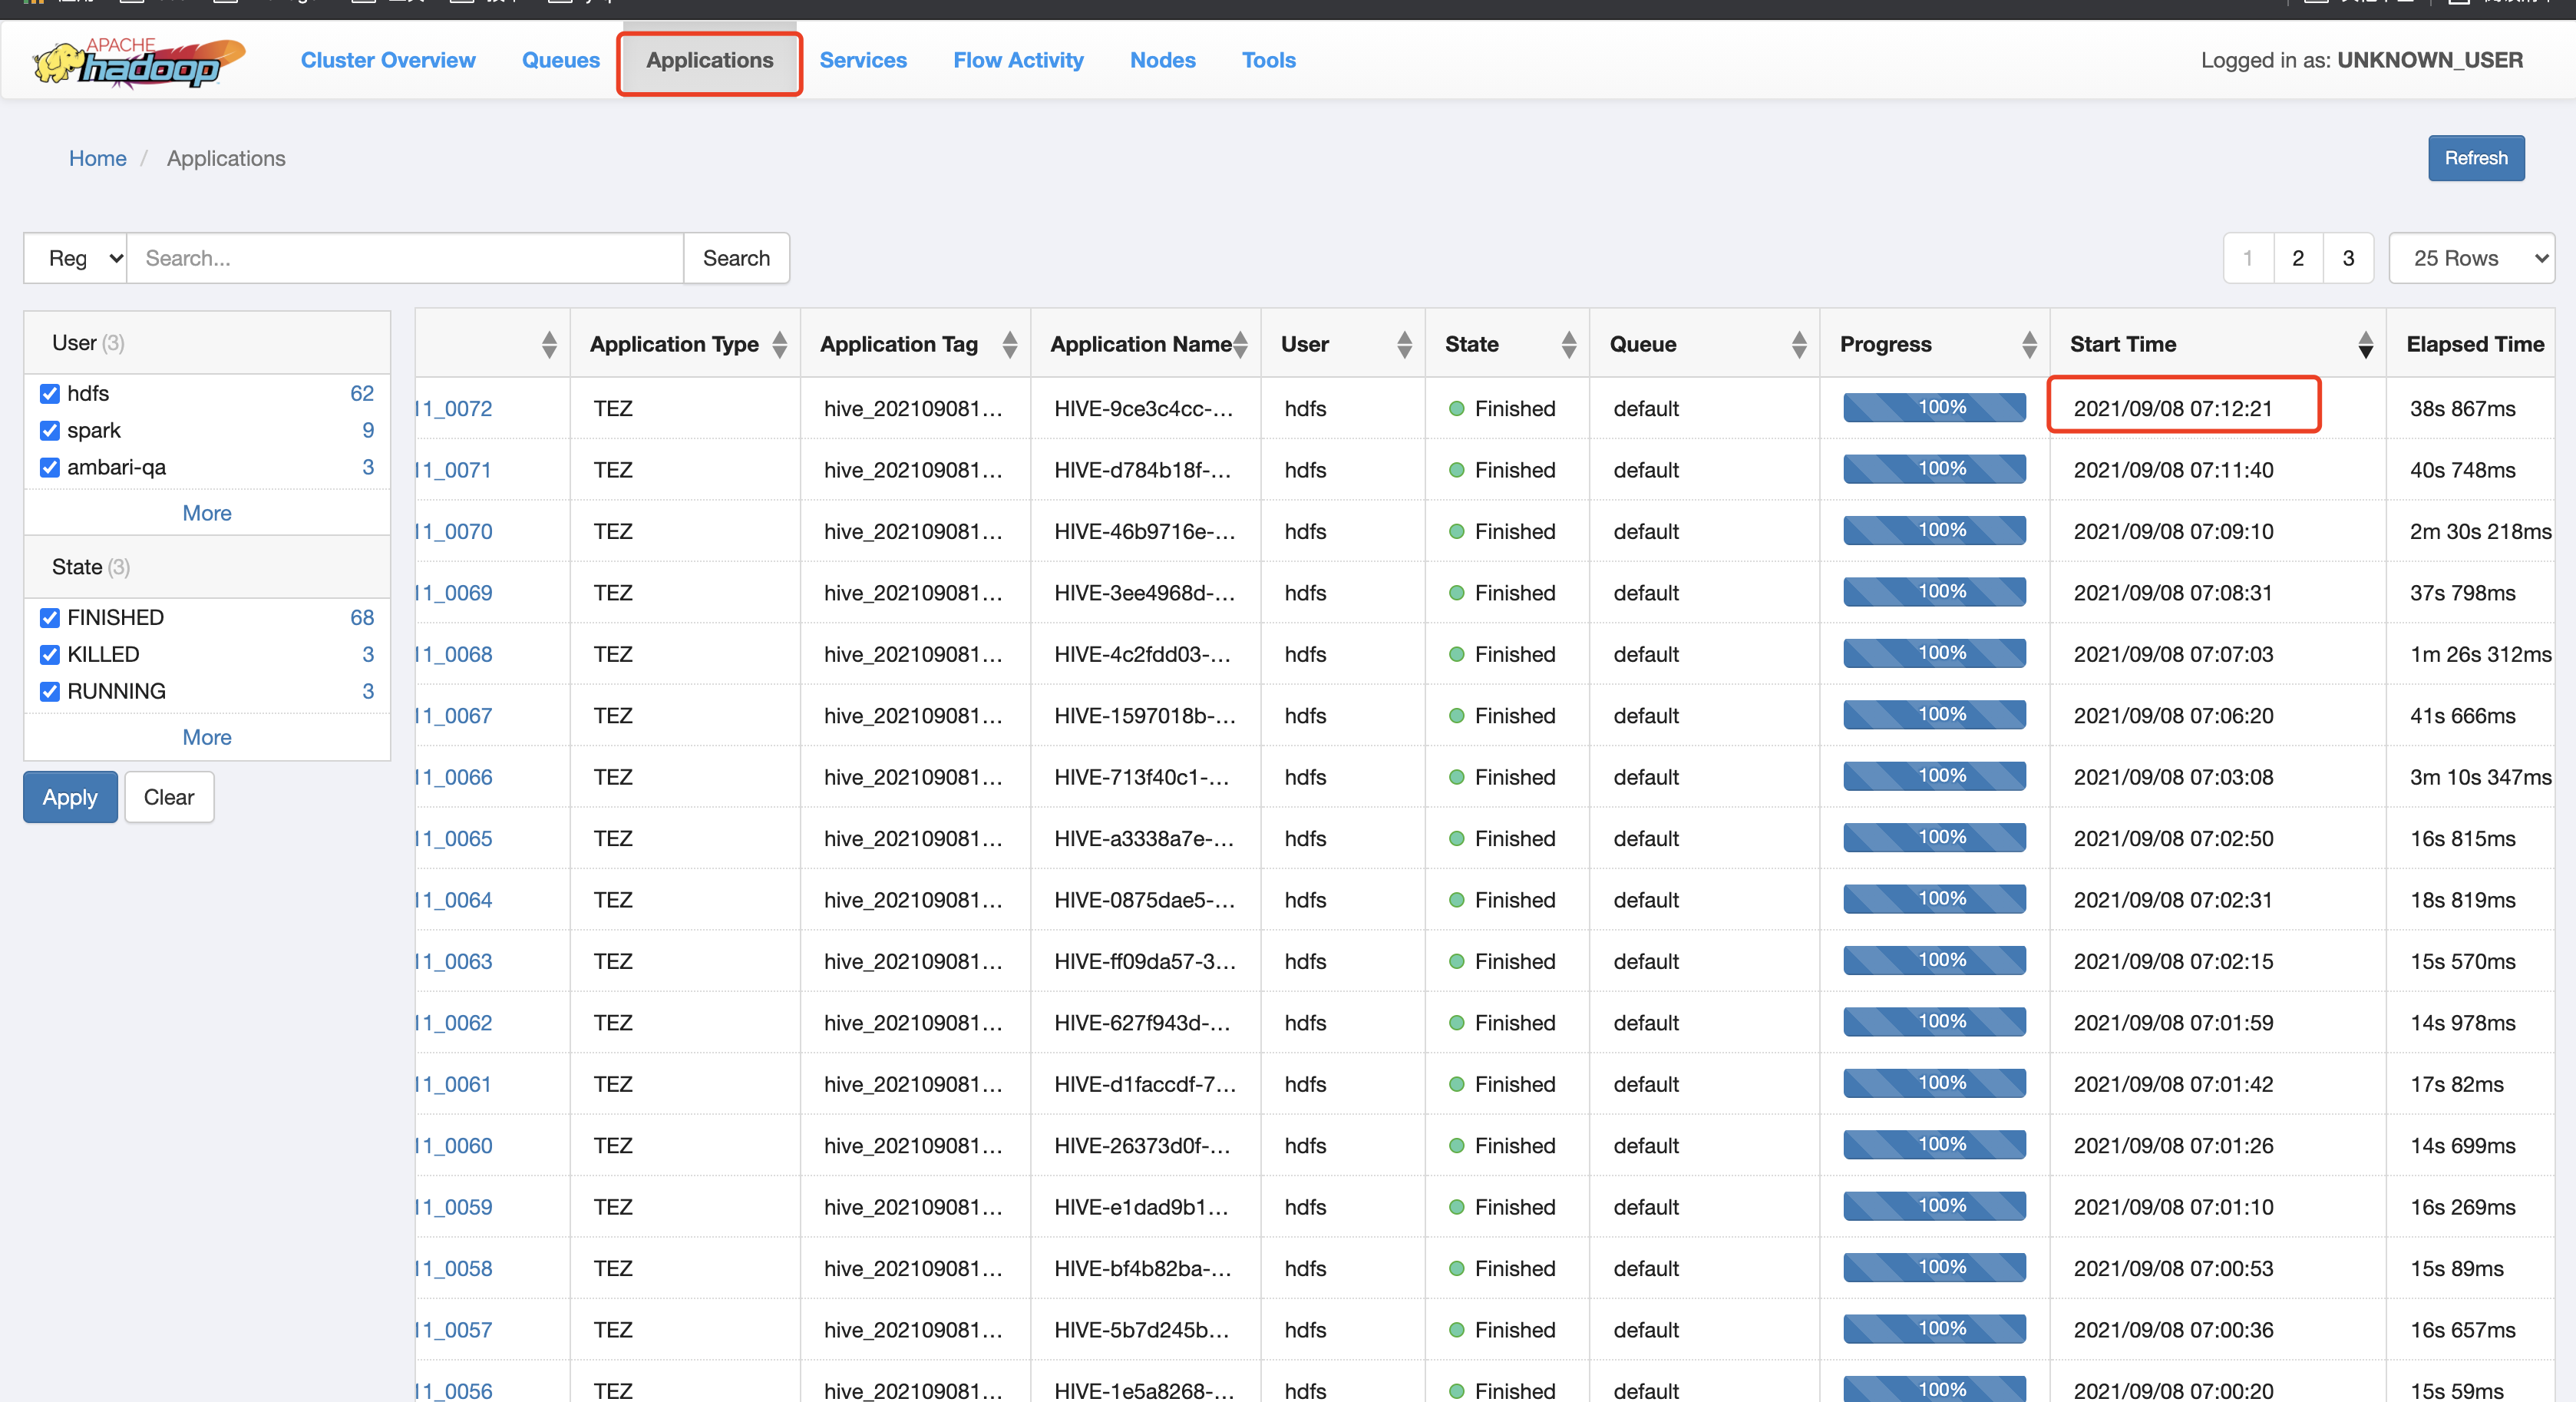 APACHE
hadoop
Cluster Overview Queues Applications Services Flow Activity Nodes Tools Logged in as: UNKNOWN_USER
Home / Applications Refresh
Reg Search... Search 1 2 3 25 Rows
User (3)
hdfs 62
spark 9
ambari-qa 3
More
State (3)
FINISHED 68
KILLED 3
RUNNING 3
More
Apply Clear
Application Type Application Tag Application Name User State Queue Progress Start Time Elapsed Time
11_0072 TEZ hive_202109081... HIVE-9ce3c4cc-... hdfs Finished default 100% 2021/09/08 07:12:21 38s 867ms
11_0071 TEZ hive_202109081... HIVE-d784b18f-... hdfs Finished default 100% 2021/09/08 07:11:40 40s 748ms
11_0070 TEZ hive_202109081... HIVE-46b9716e-... hdfs Finished default 100% 2021/09/08 07:09:10 2m 30s 218ms
11_0069 TEZ hive_202109081... HIVE-3ee4968d-... hdfs Finished default 100% 2021/09/08 07:08:31 37s 798ms
11_0068 TEZ hive_202109081... HIVE-4c2fdd03-... hdfs Finished default 100% 2021/09/08 07:07:03 1m 26s 312ms
11_0067 TEZ hive_202109081... HIVE-1597018b-... hdfs Finished default 100% 2021/09/08 07:06:20 41s 666ms
11_0066 TEZ hive_202109081... HIVE-713f40c1-... hdfs Finished default 100% 2021/09/08 07:03:08 3m 10s 347ms
11_0065 TEZ hive_202109081... HIVE-a3338a7e-... hdfs Finished default 100% 2021/09/08 07:02:50 16s 815ms
11_0064 TEZ hive_202109081... HIVE-0875dae5-... hdfs Finished default 100% 2021/09/08 07:02:31 18s 819ms
11_0063 TEZ hive_202109081... HIVE-ff09da57-3... hdfs Finished default 100% 2021/09/08 07:02:15 15s 570ms
11_0062 TEZ hive_202109081... HIVE-627f943d-... hdfs Finished default 100% 2021/09/08 07:01:59 14s 978ms
11_0061 TEZ hive_202109081... HIVE-d1faccdf-7... hdfs Finished default 100% 2021/09/08 07:01:42 17s 82ms
11_0060 TEZ hive_202109081... HIVE-26373d0f-... hdfs Finished default 100% 2021/09/08 07:01:26 14s 699ms
11_0059 TEZ hive_202109081... HIVE-e1dad9b1... hdfs Finished default 100% 2021/09/08 07:01:10 16s 269ms
11_0058 TEZ hive_202109081... HIVE-bf4b82ba-... hdfs Finished default 100% 2021/09/08 07:00:53 15s 89ms
11_0057 TEZ hive_202109081... HIVE-5b7d245b... hdfs Finished default 100% 2021/09/08 07:00:36 16s 657ms
11_0056 TEZ hive_202109081... HIVE-1e5a8268-... hdfs Finished default 100% 2021/09/08 07:00:20 15s 59ms